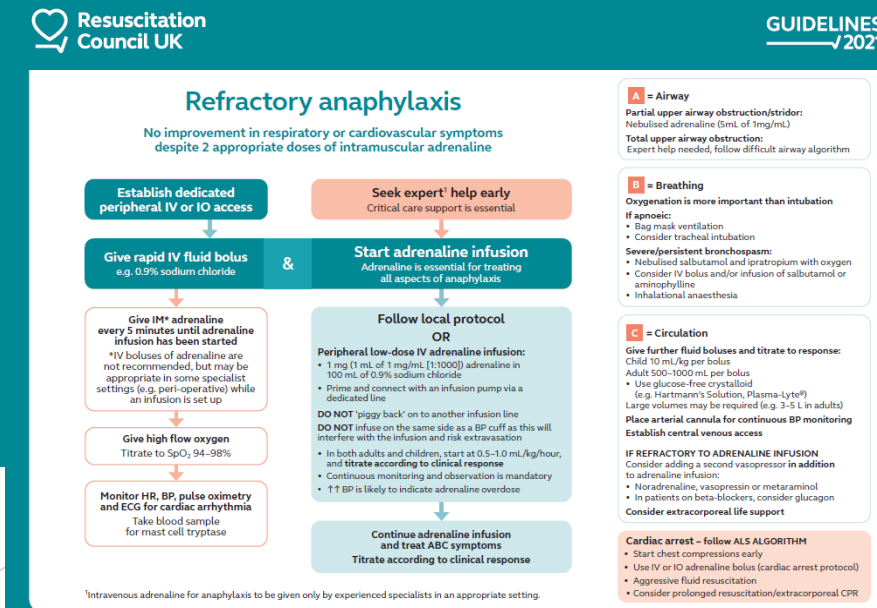 Resuscitation
Council UK
GUIDELINES
2021
Refractory anaphylaxis
No improvement in respiratory or cardiovascular symptoms
despite 2 appropriate doses of intramuscular adrenaline
Establish dedicated
peripheral IV or IO access
Seek expert¹ help early
Critical care support is essential
Give rapid IV fluid bolus
e.g. 0.9% sodium chloride
&
Start adrenaline infusion
Adrenaline is essential for treating
all aspects of anaphylaxis
Give IM* adrenaline
every 5 minutes until adrenaline
infusion has been started
*IV boluses of adrenaline are
not recommended, but may be
appropriate in some specialist
settings (e.g. peri-operative) while
an infusion is set up
Give high flow oxygen
Titrate to SpO₂ 94–98%
Monitor HR, BP, pulse oximetry
and ECG for cardiac arrhythmia
Take blood sample
for mast cell tryptase
Follow local protocol
OR
Peripheral low-dose IV adrenaline infusion:
• 1 mg (1 mL of 1 mg/mL [1:1000]) adrenaline in
100 mL of 0.9% sodium chloride
• Prime and connect with an infusion pump via a
dedicated line
DO NOT 'piggy back' on to another infusion line
DO NOT infuse on the same side as a BP cuff as this will
interfere with the infusion and risk extravasation
• In both adults and children, start at 0.5–1.0 mL/kg/hour,
and titrate according to clinical response
• Continuous monitoring and observation is mandatory
• ↑↑ BP is likely to indicate adrenaline overdose
Continue adrenaline infusion
and treat ABC symptoms
Titrate according to clinical response
¹Intravenous adrenaline for anaphylaxis to be given only by experienced specialists in an appropriate setting.
A = Airway
Partial upper airway obstruction/stridor:
Nebulised adrenaline (5mL of 1mg/mL)
Total upper airway obstruction:
Expert help needed, follow difficult airway algorithm
B = Breathing
Oxygenation is more important than intubation
If apnoeic:
• Bag mask ventilation
• Consider tracheal intubation
Severe/persistent bronchospasm:
• Nebulised salbutamol and ipratropium with oxygen
• Consider IV bolus and/or infusion of salbutamol or
aminophylline
• Inhalational anaesthesia
C = Circulation
Give further fluid boluses and titrate to response:
Child 10 mL/kg per bolus
Adult 500–1000 mL per bolus
• Use glucose-free crystalloid
(e.g. Hartmann's Solution, Plasma-Lyte®)
Large volumes may be required (e.g. 3–5 L in adults)
Place arterial cannula for continuous BP monitoring
Establish central venous access
IF REFRACTORY TO ADRENALINE INFUSION
Consider adding a second vasopressor in addition
to adrenaline infusion:
• Noradrenaline, vasopressin or metaraminol
• In patients on beta-blockers, consider glucagon
Consider extracorporeal life support
Cardiac arrest – follow ALS ALGORITHM
• Start chest compressions early
• Use IV or IO adrenaline bolus (cardiac arrest protocol)
• Aggressive fluid resuscitation
• Consider prolonged resuscitation/extracorporeal CPR